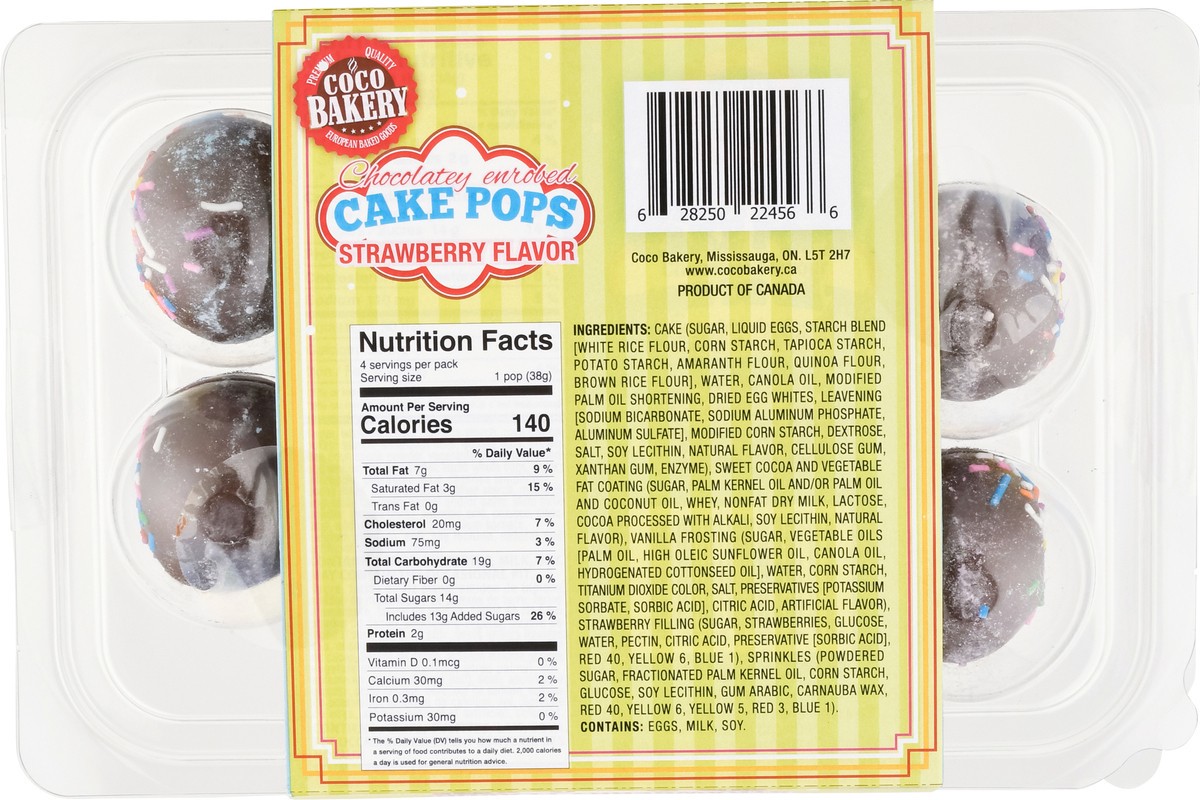 PREMIUM QUALITY
COCO
BAKERY
EUROPEAN BAKED GOODS
Chocolatey enrobed
CAKE POPS
STRAWBERRY FLAVOR
6 28250 22456 6
Coco Bakery, Mississauga, ON. L5T 2H7
www.cocobakery.ca
PRODUCT OF CANADA
Nutrition Facts
4 servings per pack
Serving size 1 pop (38g)
Amount Per Serving
Calories 140
% Daily Value*
Total Fat 7g 9 %
Saturated Fat 3g 15 %
Trans Fat 0g
Cholesterol 20mg 7 %
Sodium 75mg 3 %
Total Carbohydrate 19g 7 %
Dietary Fiber 0g 0 %
Total Sugars 14g
Includes 13g Added Sugars 26 %
Protein 2g
Vitamin D 0.1mcg 0 %
Calcium 30mg 2 %
Iron 0.3mg 2 %
Potassium 30mg 0 %
* The % Daily Value (DV) tells you how much a nutrient in
a serving of food contributes to a daily diet. 2,000 calories
a day is used for general nutrition advice.
INGREDIENTS: CAKE (SUGAR, LIQUID EGGS, STARCH BLEND
[WHITE RICE FLOUR, CORN STARCH, TAPIOCA STARCH,
POTATO STARCH, AMARANTH FLOUR, QUINOA FLOUR,
BROWN RICE FLOUR], WATER, CANOLA OIL, MODIFIED
PALM OIL SHORTENING, DRIED EGG WHITES, LEAVENING
[SODIUM BICARBONATE, SODIUM ALUMINUM PHOSPHATE,
ALUMINUM SULFATE], MODIFIED CORN STARCH, DEXTROSE,
SALT, SOY LECITHIN, NATURAL FLAVOR, CELLULOSE GUM,
XANTHAN GUM, ENZYME), SWEET COCOA AND VEGETABLE
FAT COATING (SUGAR, PALM KERNEL OIL AND/OR PALM OIL
AND COCONUT OIL, WHEY, NONFAT DRY MILK, LACTOSE,
COCOA PROCESSED WITH ALKALI, SOY LECITHIN, NATURAL
FLAVOR), VANILLA FROSTING (SUGAR, VEGETABLE OILS
[PALM OIL, HIGH OLEIC SUNFLOWER OIL, CANOLA OIL,
HYDROGENATED COTTONSEED OIL], WATER, CORN STARCH,
TITANIUM DIOXIDE COLOR, SALT, PRESERVATIVES [POTASSIUM
SORBATE, SORBIC ACID], CITRIC ACID, ARTIFICIAL FLAVOR),
STRAWBERRY FILLING (SUGAR, STRAWBERRIES, GLUCOSE,
WATER, PECTIN, CITRIC ACID, PRESERVATIVE [SORBIC ACID],
RED 40, YELLOW 6, BLUE 1), SPRINKLES (POWDERED
SUGAR, FRACTIONATED PALM KERNEL OIL, CORN STARCH,
GLUCOSE, SOY LECITHIN, GUM ARABIC, CARNAUBA WAX,
RED 40, YELLOW 6, YELLOW 5, RED 3, BLUE 1).
CONTAINS: EGGS, MILK, SOY.